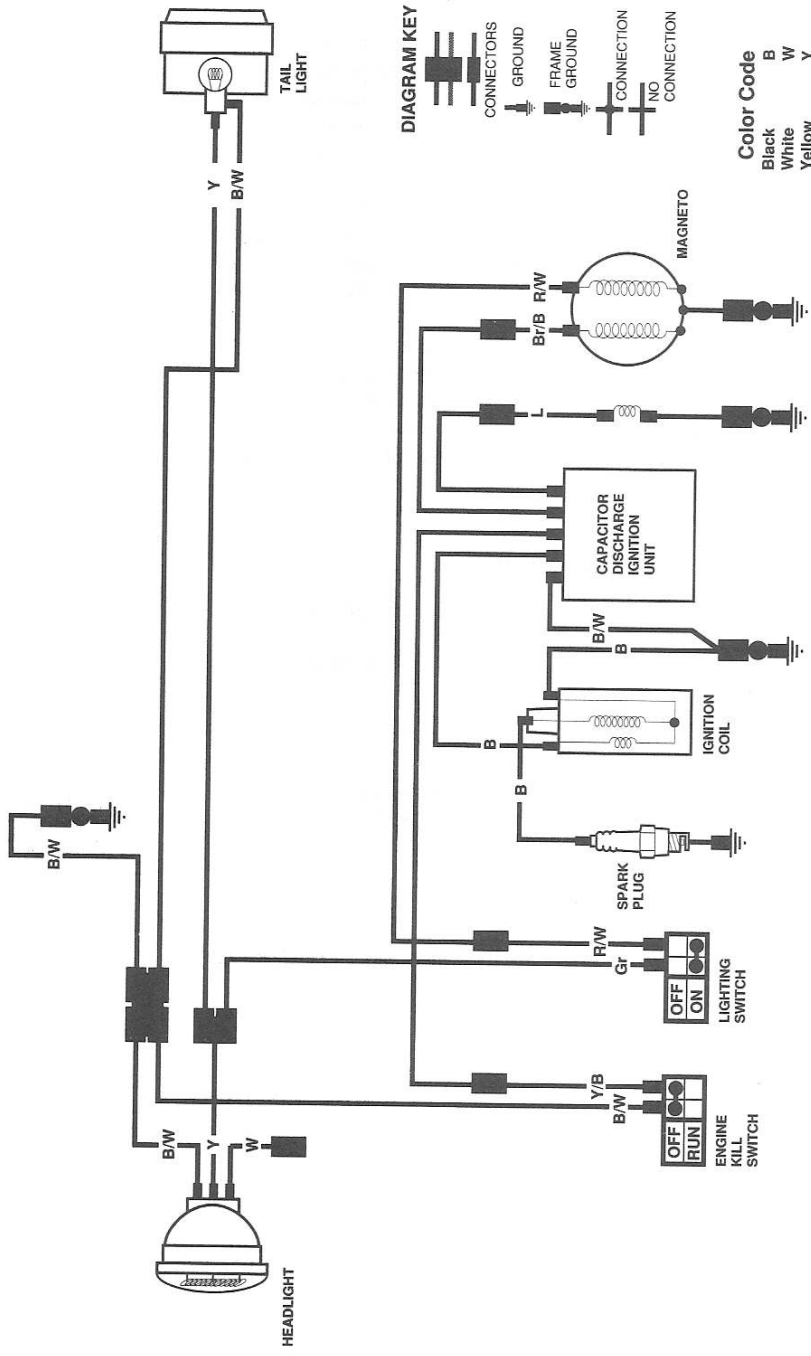 TAIL
LIGHT
Y
B/W
DIAGRAM KEY
CONNECTORS
GROUND
FRAME
GROUND
CONNECTION
NO
CONNECTION
Color Code
Black B
White W
Yellow Y
MAGNETO
R/W
Br/B
L
CAPACITOR
DISCHARGE
IGNITION
UNIT
B/W
B
IGNITION
COIL
B
B
SPARK
PLUG
B/W
R/W
Gr
OFF
ON
LIGHTING
SWITCH
Y/B
B/W
OFF
RUN
ENGINE
KILL
SWITCH
B/W
Y
W
HEADLIGHT